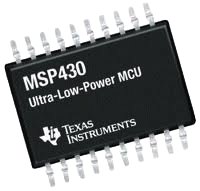 MSP430
Ultra-Low-Power MCU
TEXAS
INSTRUMENTS